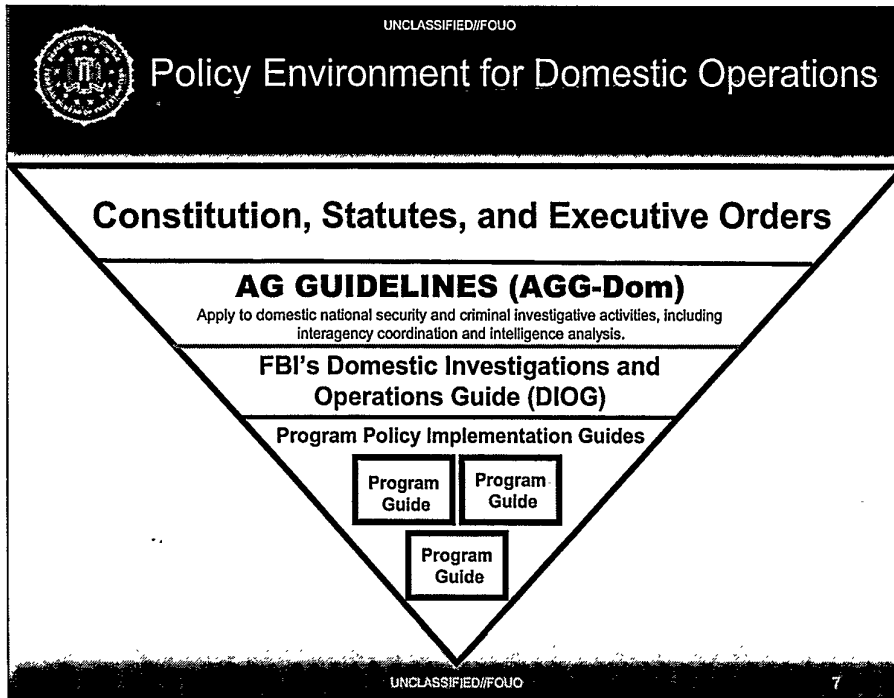 UNCLASSIFIED//FOUO
Policy Environment for Domestic Operations
Constitution, Statutes, and Executive Orders
AG GUIDELINES (AGG-Dom)
Apply to domestic national security and criminal investigative activities, including
interagency coordination and intelligence analysis.
FBI's Domestic Investigations and
Operations Guide (DIOG)
Program Policy Implementation Guides
Program
Guide
Program
Guide
Program
Guide
UNCLASSIFIED//FOUO
7